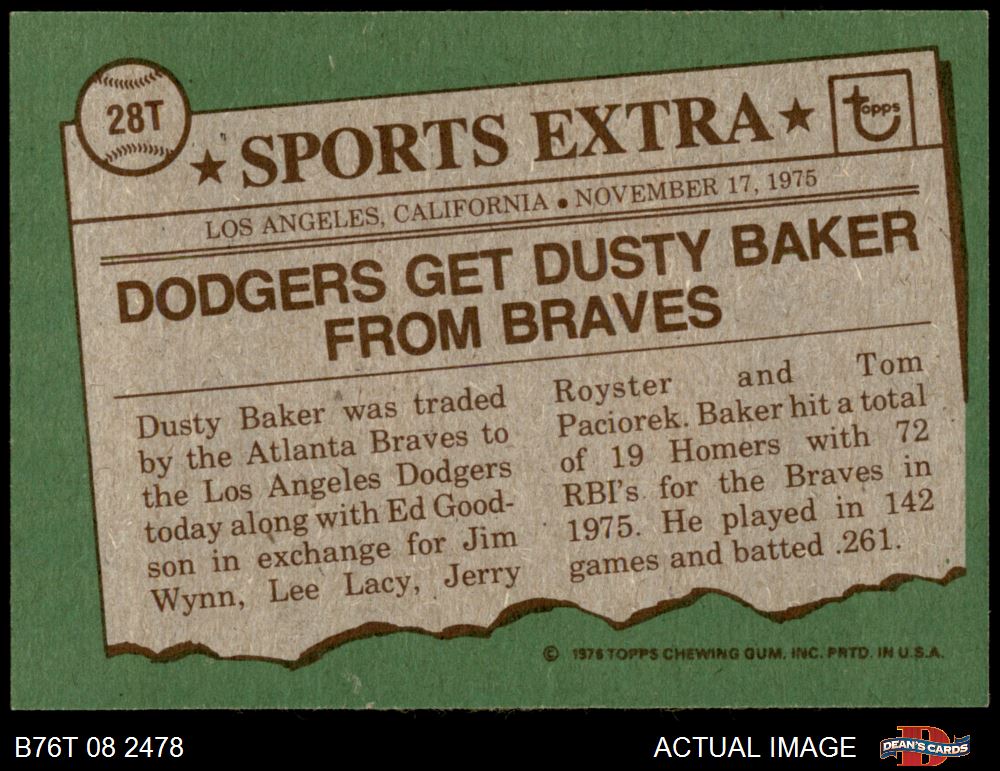 28T
★ SPORTS EXTRA ★
topps
LOS ANGELES, CALIFORNIA • NOVEMBER 17, 1975
DODGERS GET DUSTY BAKER
FROM BRAVES
Dusty Baker was traded
by the Atlanta Braves to
the Los Angeles Dodgers
today along with Ed Good-
son in exchange for Jim
Wynn, Lee Lacy, Jerry
Royster and Tom
Paciorek. Baker hit a total
of 19 Homers with 72
RBI's for the Braves in
1975. He played in 142
games and batted .261.
© 1976 TOPPS CHEWING GUM, INC. PRTD. IN U.S.A.
B76T 08 2478
ACTUAL IMAGE
DEAN'S CARDS